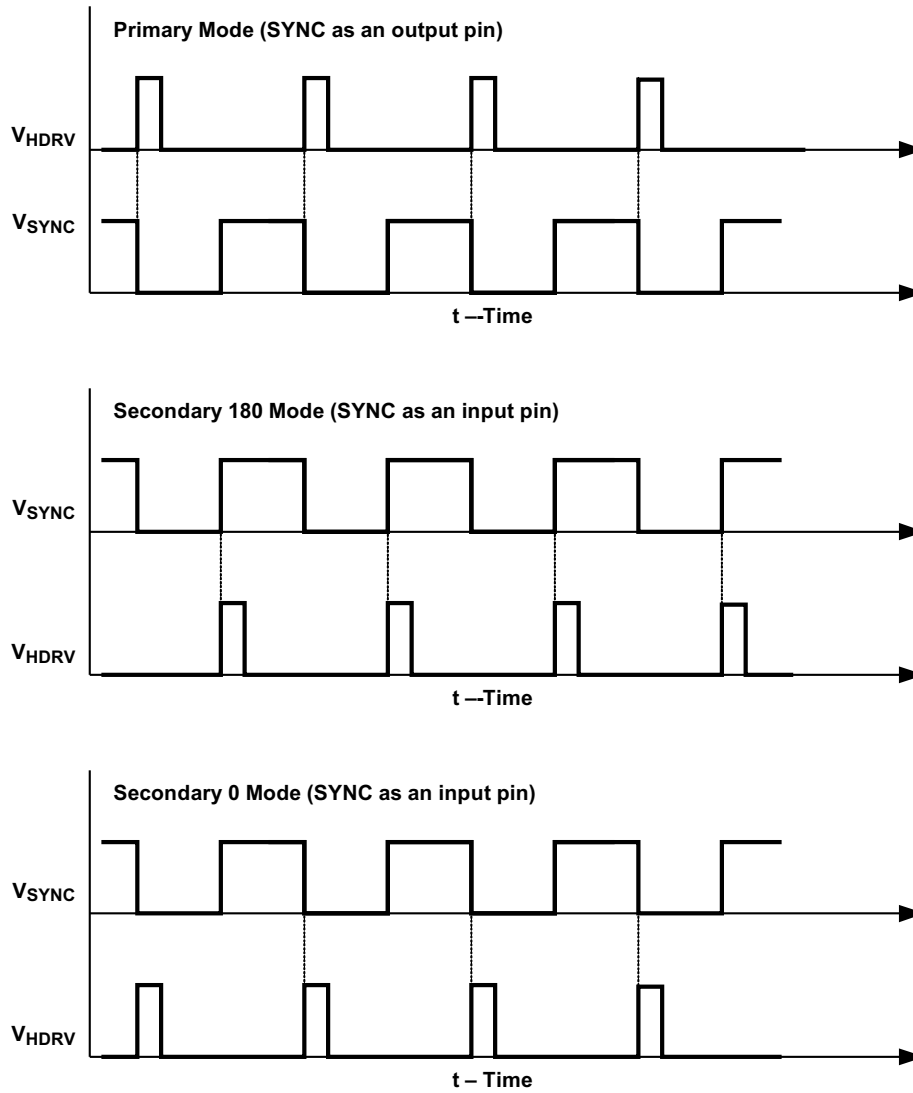 Primary Mode (SYNC as an output pin)
VHDRV
VSYNC
t –-Time
Secondary 180 Mode (SYNC as an input pin)
VSYNC
VHDRV
t –-Time
Secondary 0 Mode (SYNC as an input pin)
VSYNC
VHDRV
t – Time